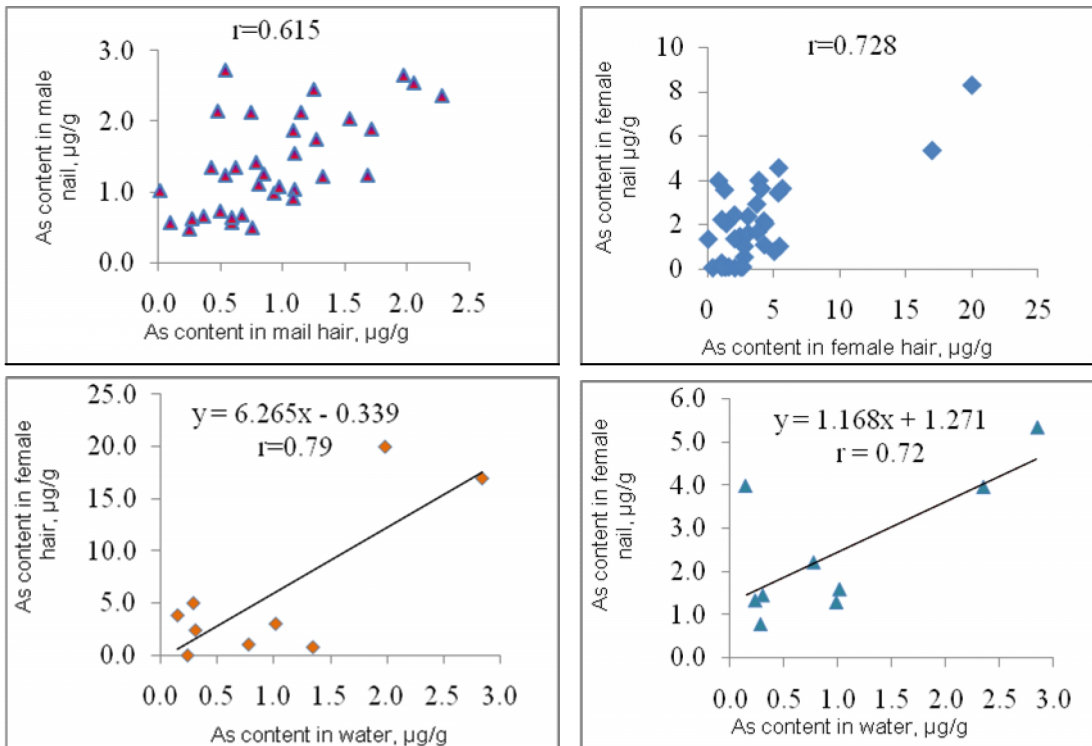 r=0.615
3.0
2.0
1.0
0.0
0.0 0.5 1.0 1.5 2.0 2.5
As content in male
nail, µg/g
As content in mail hair, µg/g
r=0.728
10
8
6
4
2
0
0 5 10 15 20 25
As content in female
nail µg/g
As content in female hair, µg/g
y = 6.265x - 0.339
r=0.79
25.0
20.0
15.0
10.0
5.0
0.0
0.0 0.5 1.0 1.5 2.0 2.5 3.0
As content in female
hair, µg/g
As content in water, µg/g
y = 1.168x + 1.271
r = 0.72
6.0
5.0
4.0
3.0
2.0
1.0
0.0
0.0 0.5 1.0 1.5 2.0 2.5 3.0
As content in female
nail, µg/g
As content in water, µg/g